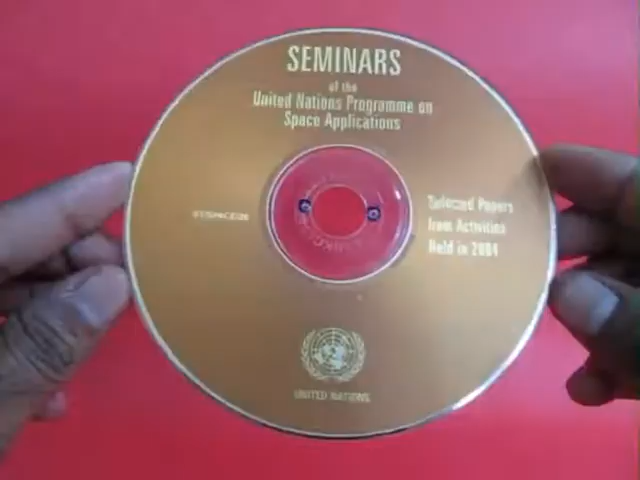 SEMINARS
of the
United Nations Programme on
Space Applications
Selected Papers
from Activities
Held in 2004
UNITED NATIONS